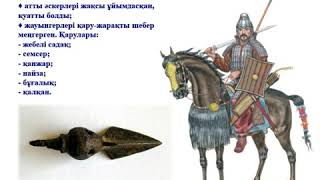 ♦ атты әскерлері жақсы ұйымдасқан,
қуатты болды;
♦ жауынгерлері қару-жарақты шебер
меңгерген. Қарулары:
- жебелі садақ;
- семсер;
- қанжар;
- найза;
- бұғалық;
- қалқан.